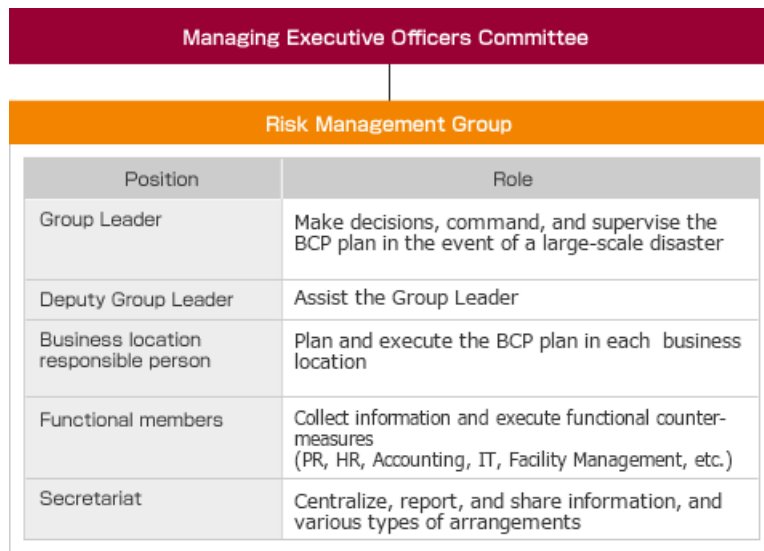 Managing Executive Officers Committee
Risk Management Group
Position
Role
Group Leader
Make decisions, command, and supervise the
BCP plan in the event of a large-scale disaster
Deputy Group Leader
Assist the Group Leader
Business location
responsible person
Plan and execute the BCP plan in each business
location
Functional members
Collect information and execute functional counter-
measures
(PR, HR, Accounting, IT, Facility Management, etc.)
Secretariat
Centralize, report, and share information, and
various types of arrangements